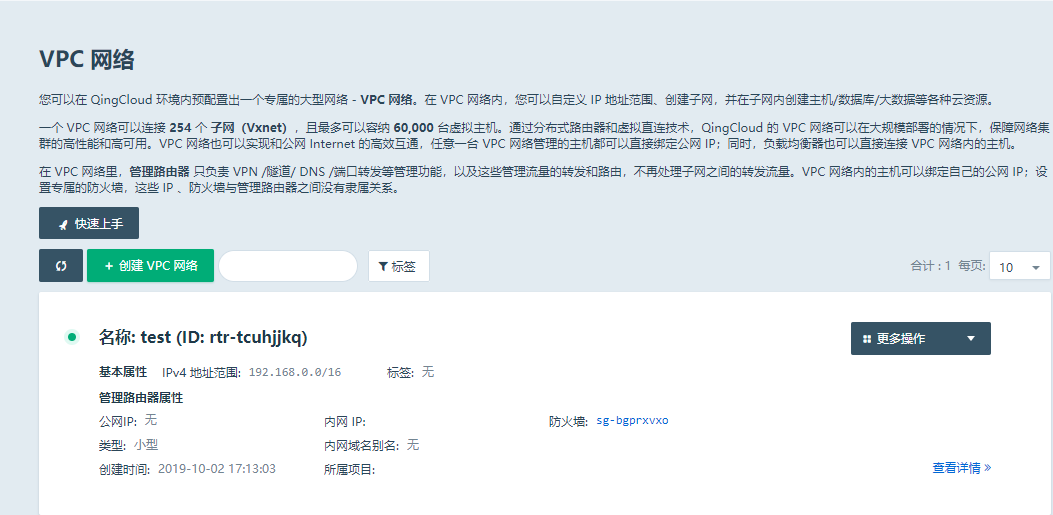 VPC 网络
您可以在 QingCloud 环境内预配置出一个专属的大型网络 - VPC 网络。在 VPC 网络内，您可以自定义 IP 地址范围、创建子网，并在子网内创建主机/数据库/大数据等各种云资源。
一个 VPC 网络可以连接 254 个 子网（Vxnet），且最多可以容纳 60,000 台虚拟主机。通过分布式路由器和虚拟直连技术，QingCloud 的 VPC 网络可以在大规模部署的情况下，保障网络集
群的高性能和高可用。VPC 网络也可以实现和公网 Internet 的高效互通，任意一台 VPC 网络管理的主机都可以直接绑定公网 IP；同时，负载均衡器也可以直接连接 VPC 网络内的主机。
在 VPC 网络里，管理路由器 只负责 VPN /隧道/ DNS /端口转发等管理功能，以及这些管理流量的转发和路由，不再处理子网之间的转发流量。VPC 网络内的主机可以绑定自己的公网 IP；设
置专属的防火墙，这些 IP 、防火墙与管理路由器之间没有隶属关系。
快速上手
+ 创建 VPC 网络 标签 合计 : 1 每页: 10
名称: test (ID: rtr-tcuhjjkq) 更多操作
基本属性 IPv4 地址范围: 192.168.0.0/16 标签: 无
管理路由器属性
公网IP: 无 内网 IP: 防火墙: sg-bgprxvxo
类型: 小型 内网域名别名: 无
创建时间: 2019-10-02 17:13:03 所属项目: 查看详情 »